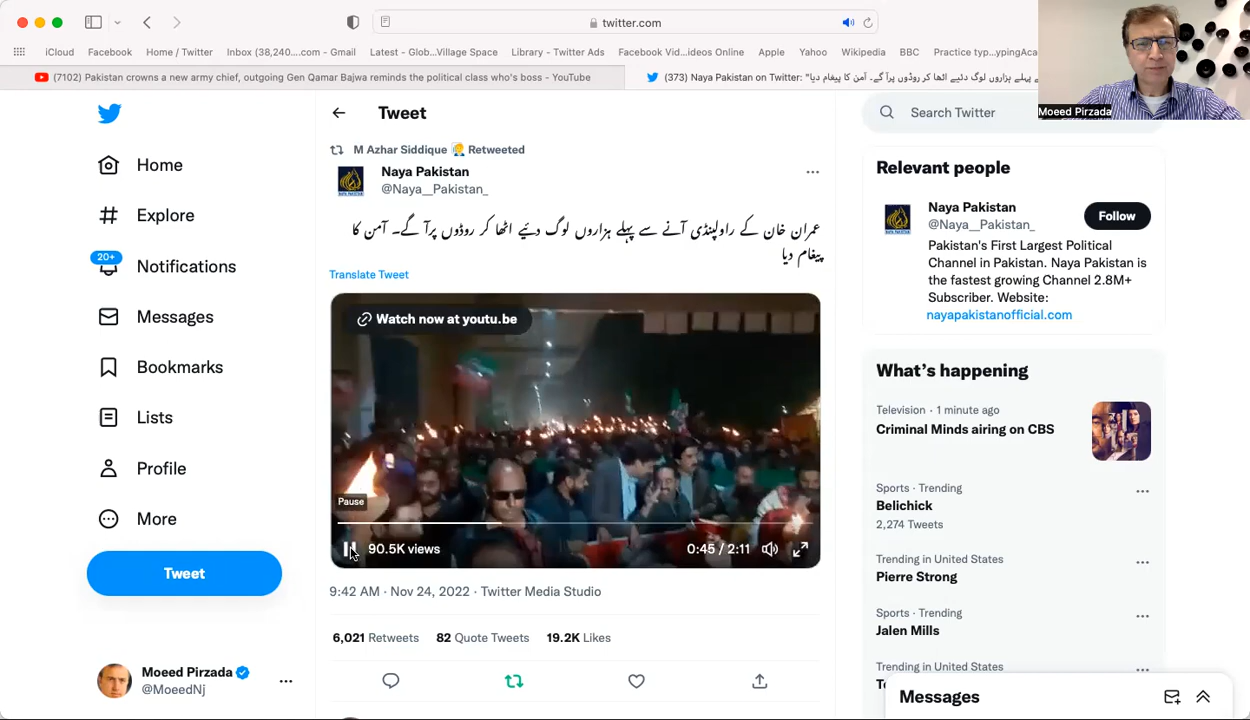 twitter.com
iCloud
Facebook
Home / Twitter
Inbox (38,240....com - Gmail
Latest - Glob...Village Space
Library - Twitter Ads
Facebook Vid...ideos Online
Apple
Yahoo
Wikipedia
BBC
Practice typ...ypingAcad
(7102) Pakistan crowns a new army chief, outgoing Gen Qamar Bajwa reminds the political class who's boss - YouTube
(373) Naya Pakistan on Twitter: "عمران خان کے راولپنڈی آنے سے پہلے ہزاروں لوگ دئیے اٹھا کر روڈوں پرآ گے۔ آمن کا پیغام دیا
Moeed Pirzada
Home
Explore
20+
Notifications
Messages
Bookmarks
Lists
Profile
More
Tweet
Moeed Pirzada
@MoeedNj
Tweet
M Azhar Siddique Retweeted
Naya Pakistan
@Naya__Pakistan_
عمران خان کے راولپنڈی آنے سے پہلے ہزاروں لوگ دئیے اٹھا کر روڈوں پرآ گے۔ آمن کا
پیغام دیا
Translate Tweet
Watch now at youtu.be
Pause
90.5K views
0:45 / 2:11
9:42 AM · Nov 24, 2022 · Twitter Media Studio
6,021 Retweets 82 Quote Tweets 19.2K Likes
Search Twitter
Relevant people
Naya Pakistan
@Naya__Pakistan_
Follow
Pakistan's First Largest Political
Channel in Pakistan. Naya Pakistan is
the fastest growing Channel 2.8M+
Subscriber. Website:
nayapakistanofficial.com
What's happening
Television · 1 minute ago
Criminal Minds airing on CBS
Sports · Trending
Belichick
2,274 Tweets
Trending in United States
Pierre Strong
Sports · Trending
Jalen Mills
Trending in United States
Messages